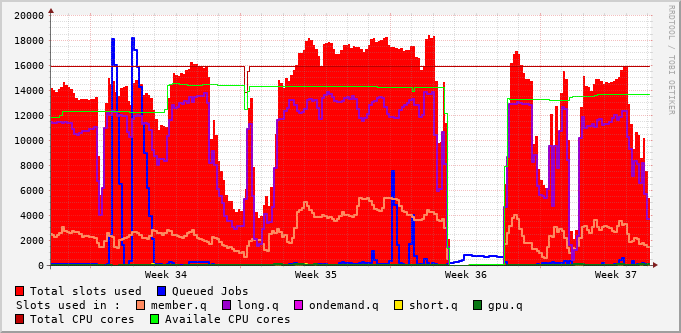 20000
18000
16000
14000
12000
10000
8000
6000
4000
2000
0
Week 34 Week 35 Week 36 Week 37
Total slots used Queued Jobs
Slots used in : member.q long.q ondemand.q short.q gpu.q
Total CPU cores Availale CPU cores
RRDTOOL / TOBI OETIKER